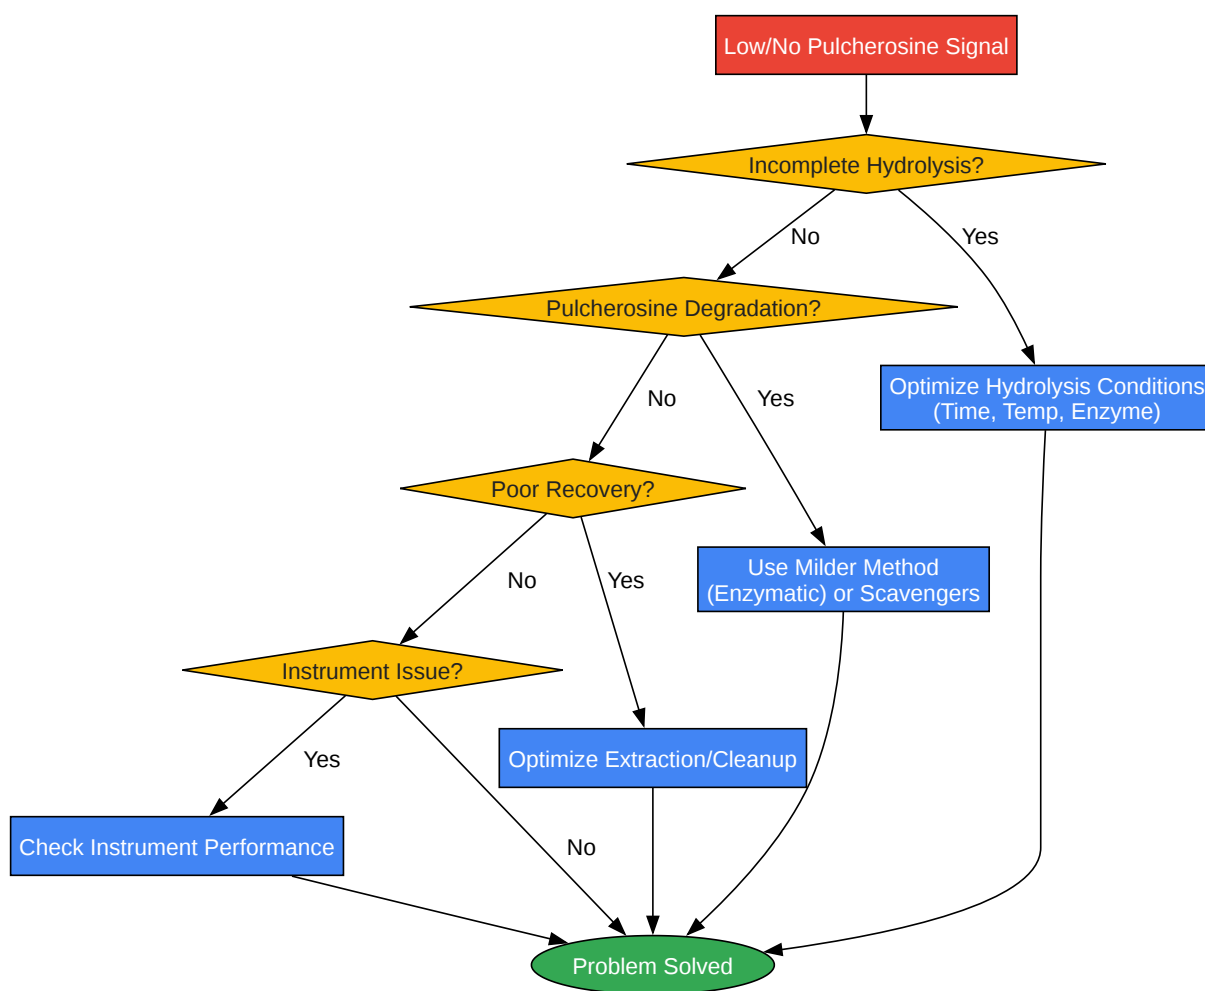 Low/No Pulcherosine Signal
Incomplete Hydrolysis?
No
Yes
Pulcherosine Degradation?
Optimize Hydrolysis Conditions
(Time, Temp, Enzyme)
No
Yes
Poor Recovery?
Use Milder Method
(Enzymatic) or Scavengers
No
Yes
Instrument Issue?
Optimize Extraction/Cleanup
Yes
Check Instrument Performance
No
Problem Solved